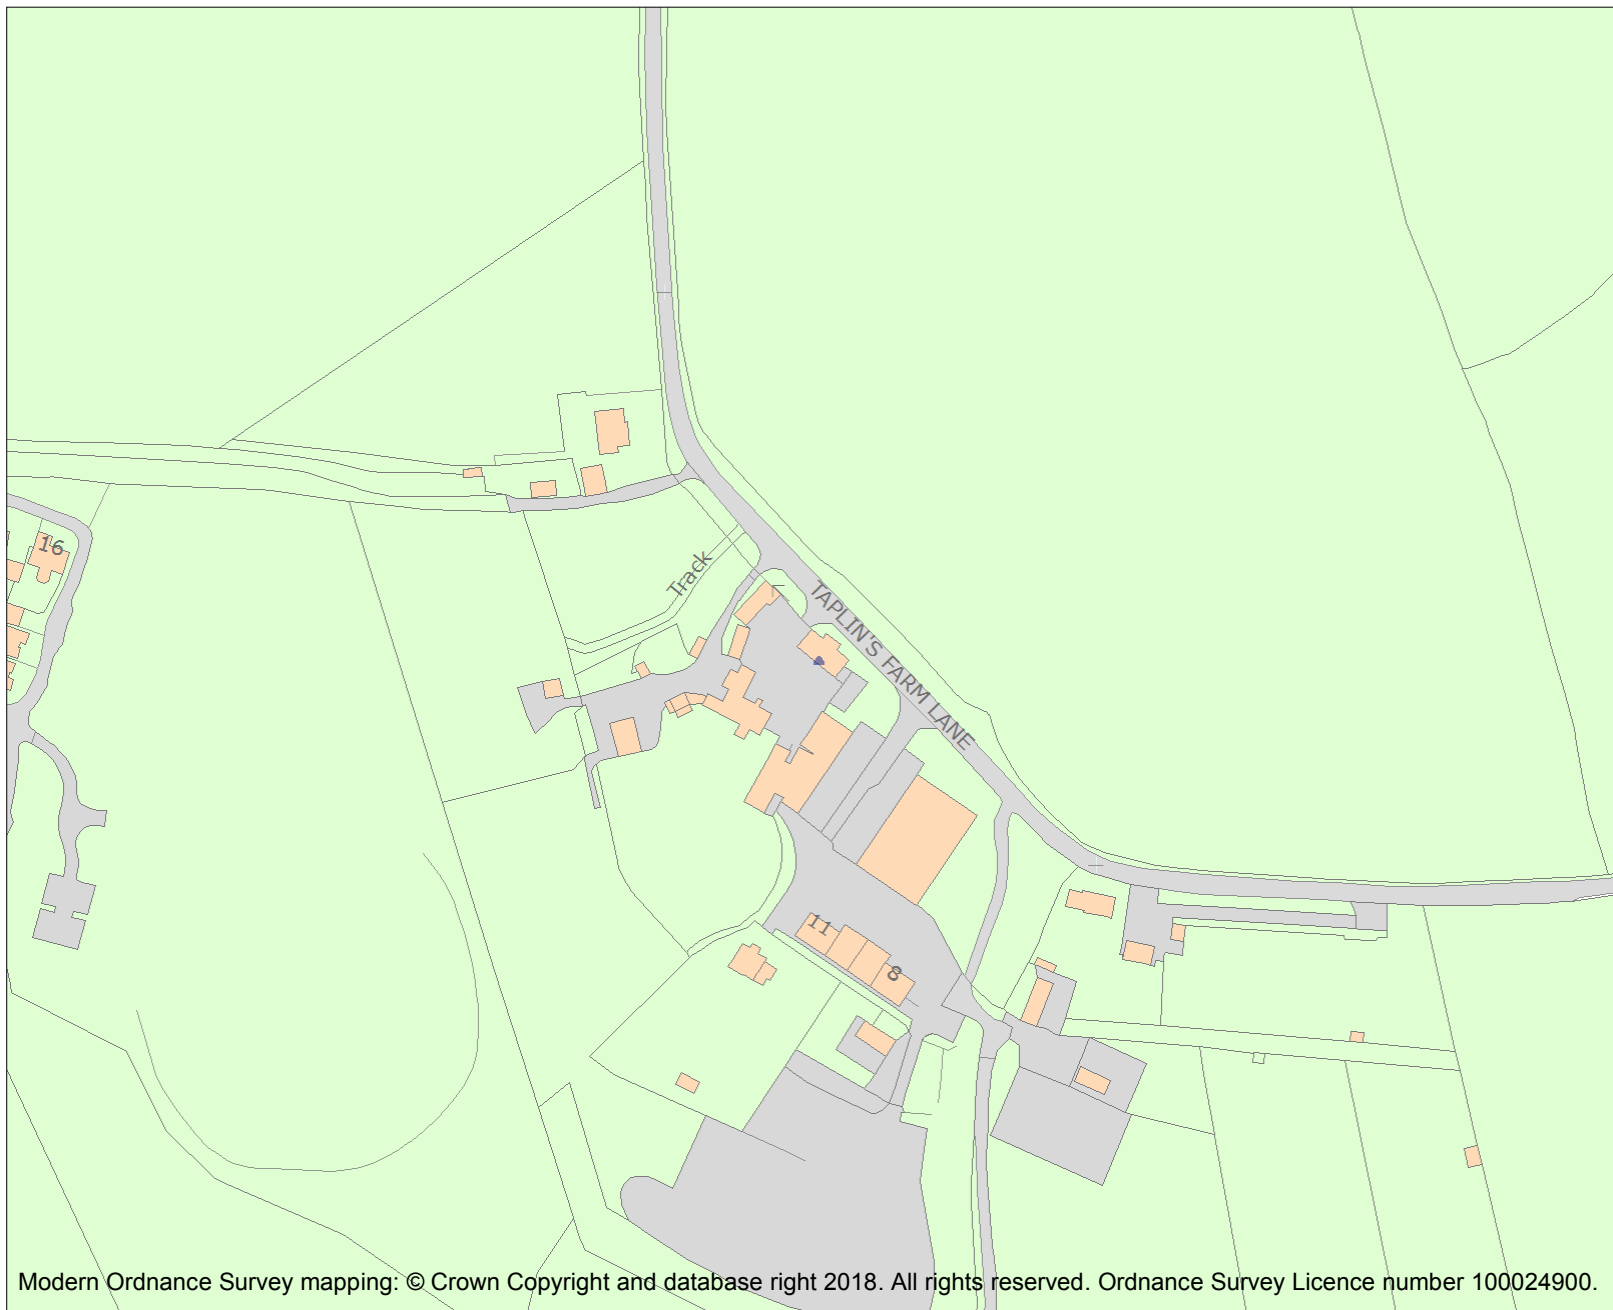 16
Track
TAPLIN'S FARM LANE
11
8
Modern Ordnance Survey mapping: © Crown Copyright and database right 2018. All rights reserved. Ordnance Survey Licence number 100024900.